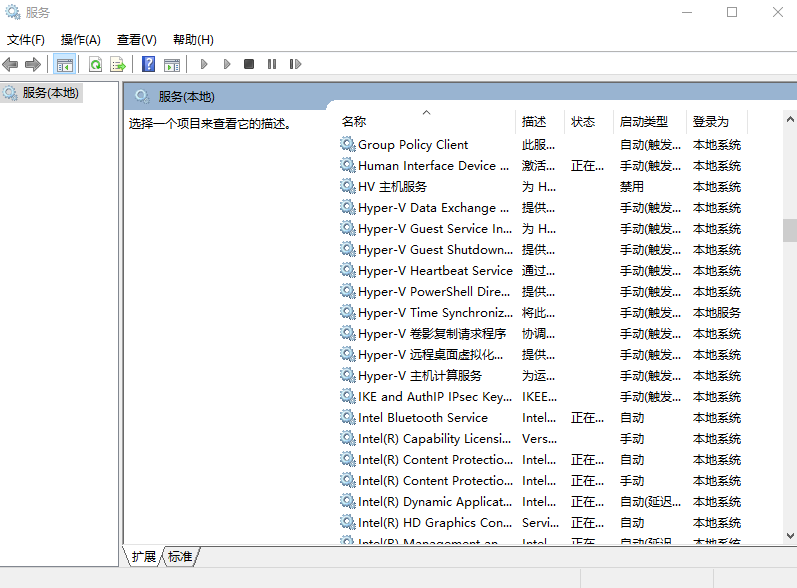 服务
文件(F) 操作(A) 查看(V) 帮助(H)
服务(本地)
服务(本地)
选择一个项目来查看它的描述。
名称 描述 状态 启动类型 登录为
Group Policy Client 此服... 自动(触发... 本地系统
Human Interface Device ... 激活... 正在... 手动(触发... 本地系统
HV 主机服务 为 H... 禁用 本地系统
Hyper-V Data Exchange ... 提供... 手动(触发... 本地系统
Hyper-V Guest Service In... 为 H... 手动(触发... 本地系统
Hyper-V Guest Shutdown... 提供... 手动(触发... 本地系统
Hyper-V Heartbeat Service 通过... 手动(触发... 本地系统
Hyper-V PowerShell Dire... 提供... 手动(触发... 本地系统
Hyper-V Time Synchroniz... 将此... 手动(触发... 本地服务
Hyper-V 卷影复制请求程序 协调... 手动(触发... 本地系统
Hyper-V 远程桌面虚拟化... 提供... 手动(触发... 本地系统
Hyper-V 主机计算服务 为运... 手动(触发... 本地系统
IKE and AuthIP IPsec Key... IKEE... 手动(触发... 本地系统
Intel Bluetooth Service Intel... 正在... 自动 本地系统
Intel(R) Capability Licensi... Vers... 手动 本地系统
Intel(R) Content Protectio... Intel... 正在... 自动 本地系统
Intel(R) Content Protectio... Intel... 正在... 手动 本地系统
Intel(R) Dynamic Applicat... Intel... 正在... 自动(延迟... 本地系统
Intel(R) HD Graphics Con... Servi... 正在... 自动 本地系统
Intel(R) Management an... Intel... 正在... 自动(延迟... 本地系统
扩展 标准